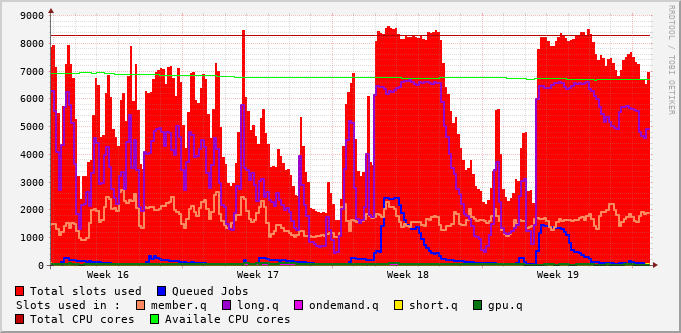 9000
8000
7000
6000
5000
4000
3000
2000
1000
0
Week 16 Week 17 Week 18 Week 19
RRDTOOL / TOBI OETIKER
Total slots used Queued Jobs
Slots used in : member.q long.q ondemand.q short.q gpu.q
Total CPU cores Availale CPU cores